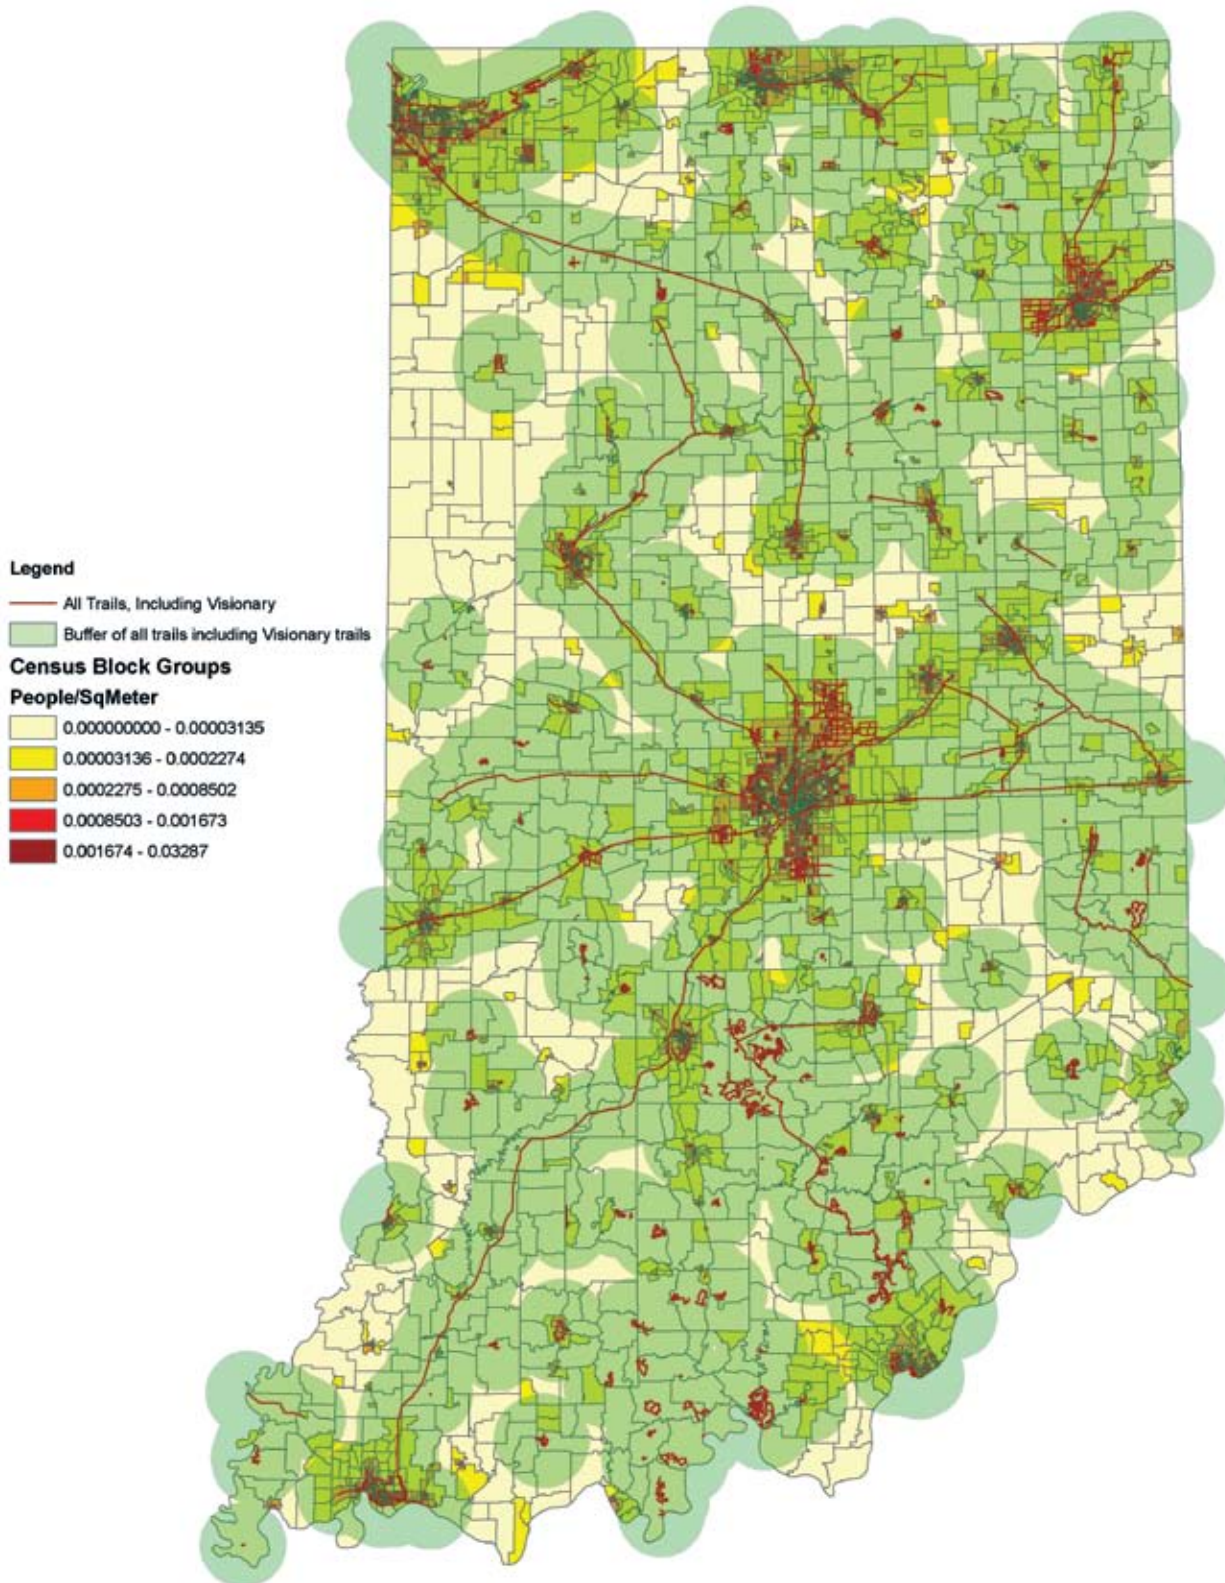 Legend
All Trails, Including Visionary
Buffer of all trails including Visionary trails
Census Block Groups
People/SqMeter
0.000000000 - 0.00003135
0.00003136 - 0.0002274
0.0002275 - 0.0008502
0.0008503 - 0.001673
0.001674 - 0.03287